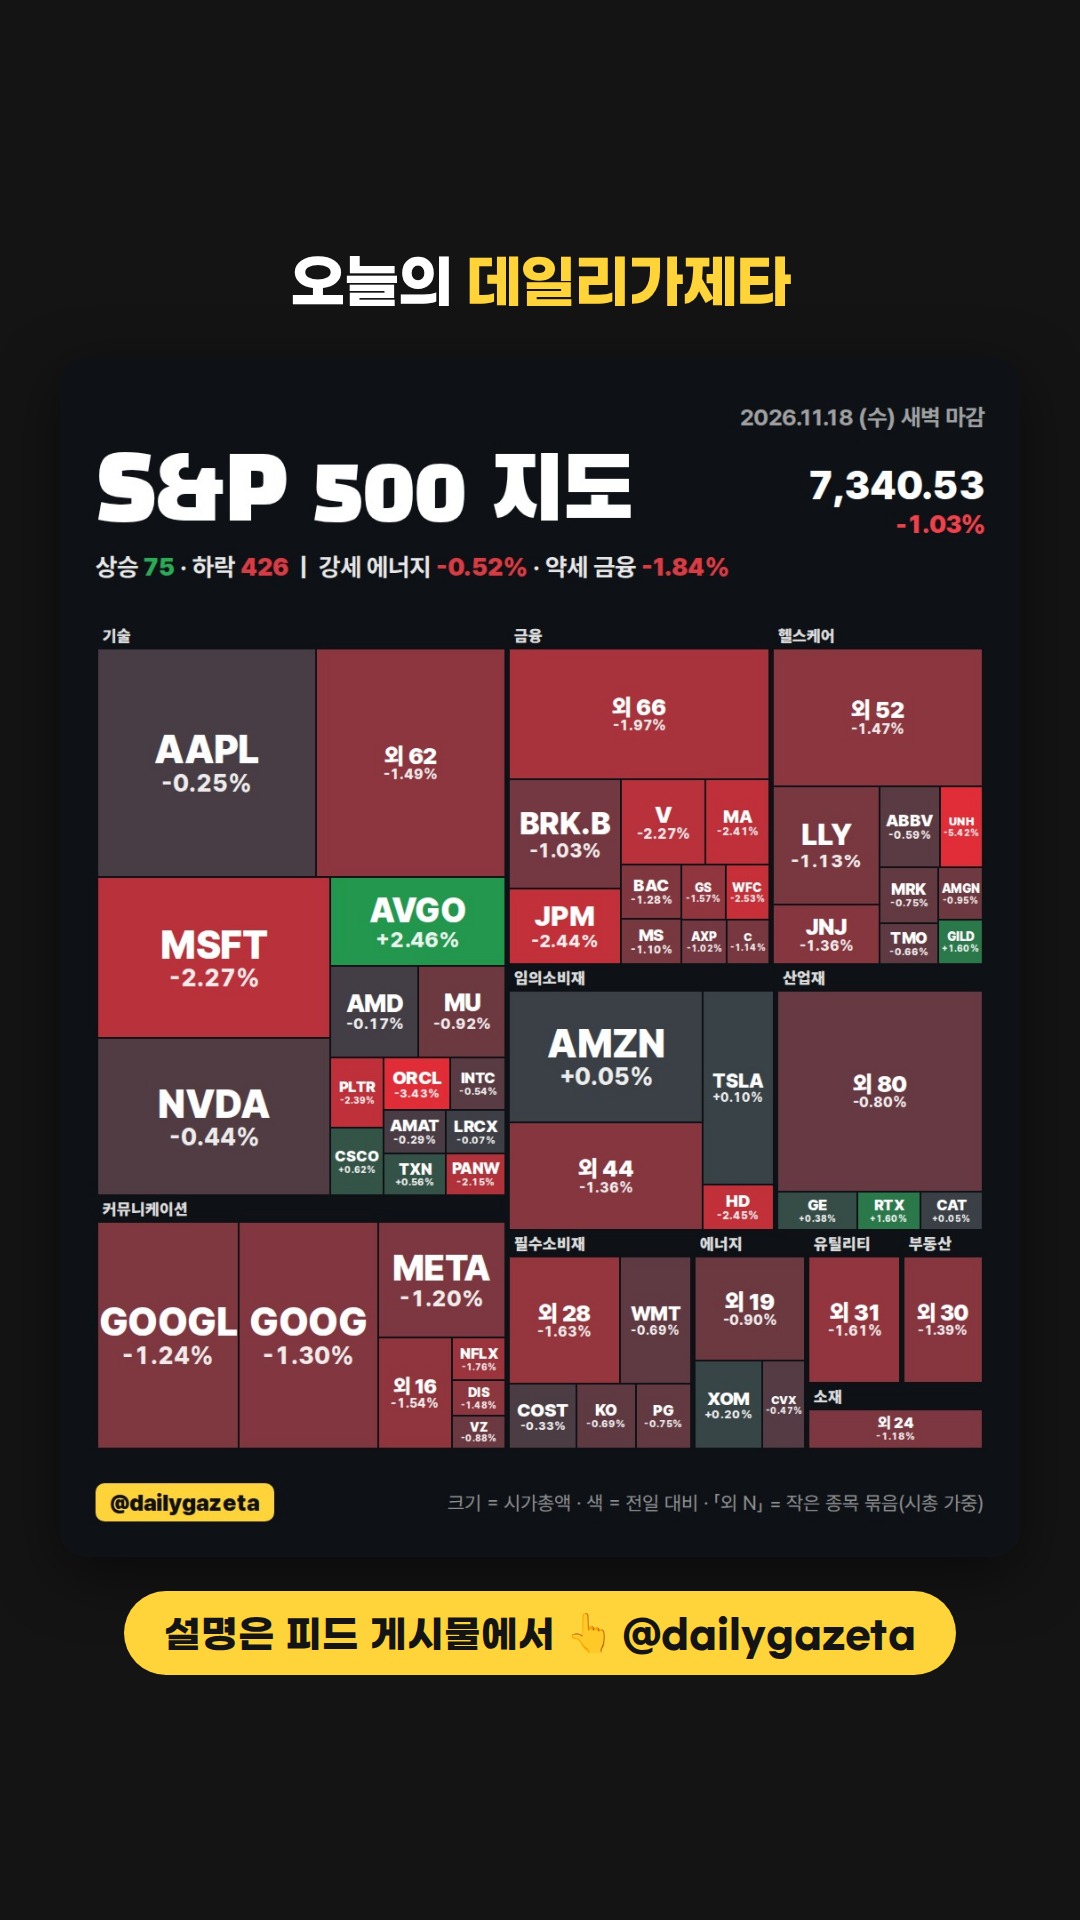 오늘의 데일리가제타
2026.11.18 (수) 새벽 마감
S&P 500 지도
7,340.53
-1.03%
상승 75 · 하락 426 | 강세 에너지 -0.52% · 약세 금융 -1.84%
기술
AAPL
-0.25%
외 62
-1.49%
MSFT
-2.27%
AVGO
+2.46%
AMD
-0.17%
MU
-0.92%
NVDA
-0.44%
PLTR
-2.39%
ORCL
-3.43%
INTC
-0.54%
AMAT
-0.29%
LRCX
-0.07%
CSCO
+0.62%
TXN
+0.56%
PANW
-2.15%
금융
외 66
-1.97%
BRK.B
-1.03%
V
-2.27%
MA
-2.41%
JPM
-2.44%
BAC
-1.28%
GS
-1.57%
WFC
-2.53%
MS
-1.10%
AXP
-1.02%
C
-1.14%
헬스케어
외 52
-1.47%
LLY
-1.13%
ABBV
-0.59%
UNH
-5.42%
MRK
-0.75%
AMGN
-0.95%
JNJ
-1.36%
TMO
-0.66%
GILD
+1.60%
임의소비재
AMZN
+0.05%
TSLA
+0.10%
외 44
-1.36%
HD
-2.45%
산업재
외 80
-0.80%
GE
+0.38%
RTX
+1.60%
CAT
+0.05%
커뮤니케이션
GOOGL
-1.24%
GOOG
-1.30%
META
-1.20%
외 16
-1.54%
NFLX
-1.76%
DIS
-1.48%
VZ
-0.88%
필수소비재
외 28
-1.63%
WMT
-0.69%
COST
-0.33%
KO
-0.69%
PG
-0.75%
에너지
외 19
-0.90%
XOM
+0.20%
CVX
-0.47%
유틸리티
외 31
-1.61%
부동산
외 30
-1.39%
소재
외 24
-1.18%
@dailygazeta
크기 = 시가총액 · 색 = 전일 대비 · 「외 N」 = 작은 종목 묶음(시총 가중)
설명은 피드 게시물에서 👆 @dailygazeta